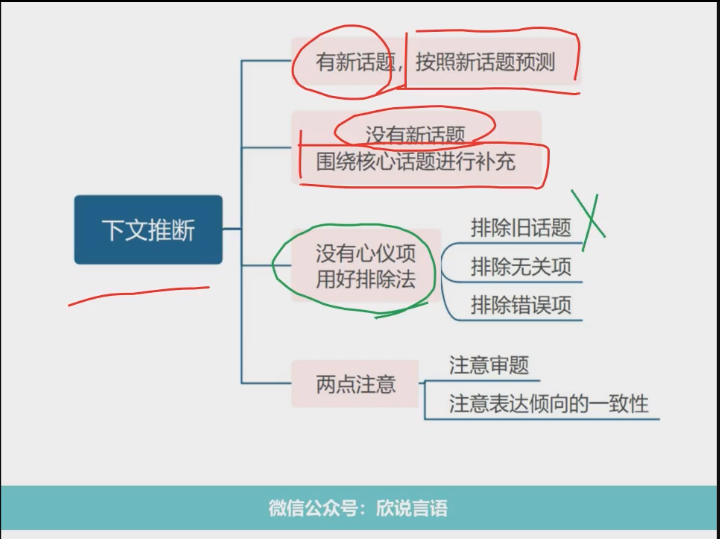 有新话题，按照新话题预测
没有新话题
围绕核心话题进行补充
下文推断
没有心仪项
用好排除法
排除旧话题
排除无关项
排除错误项
两点注意
注意审题
注意表达倾向的一致性
微信公众号：欣说言语